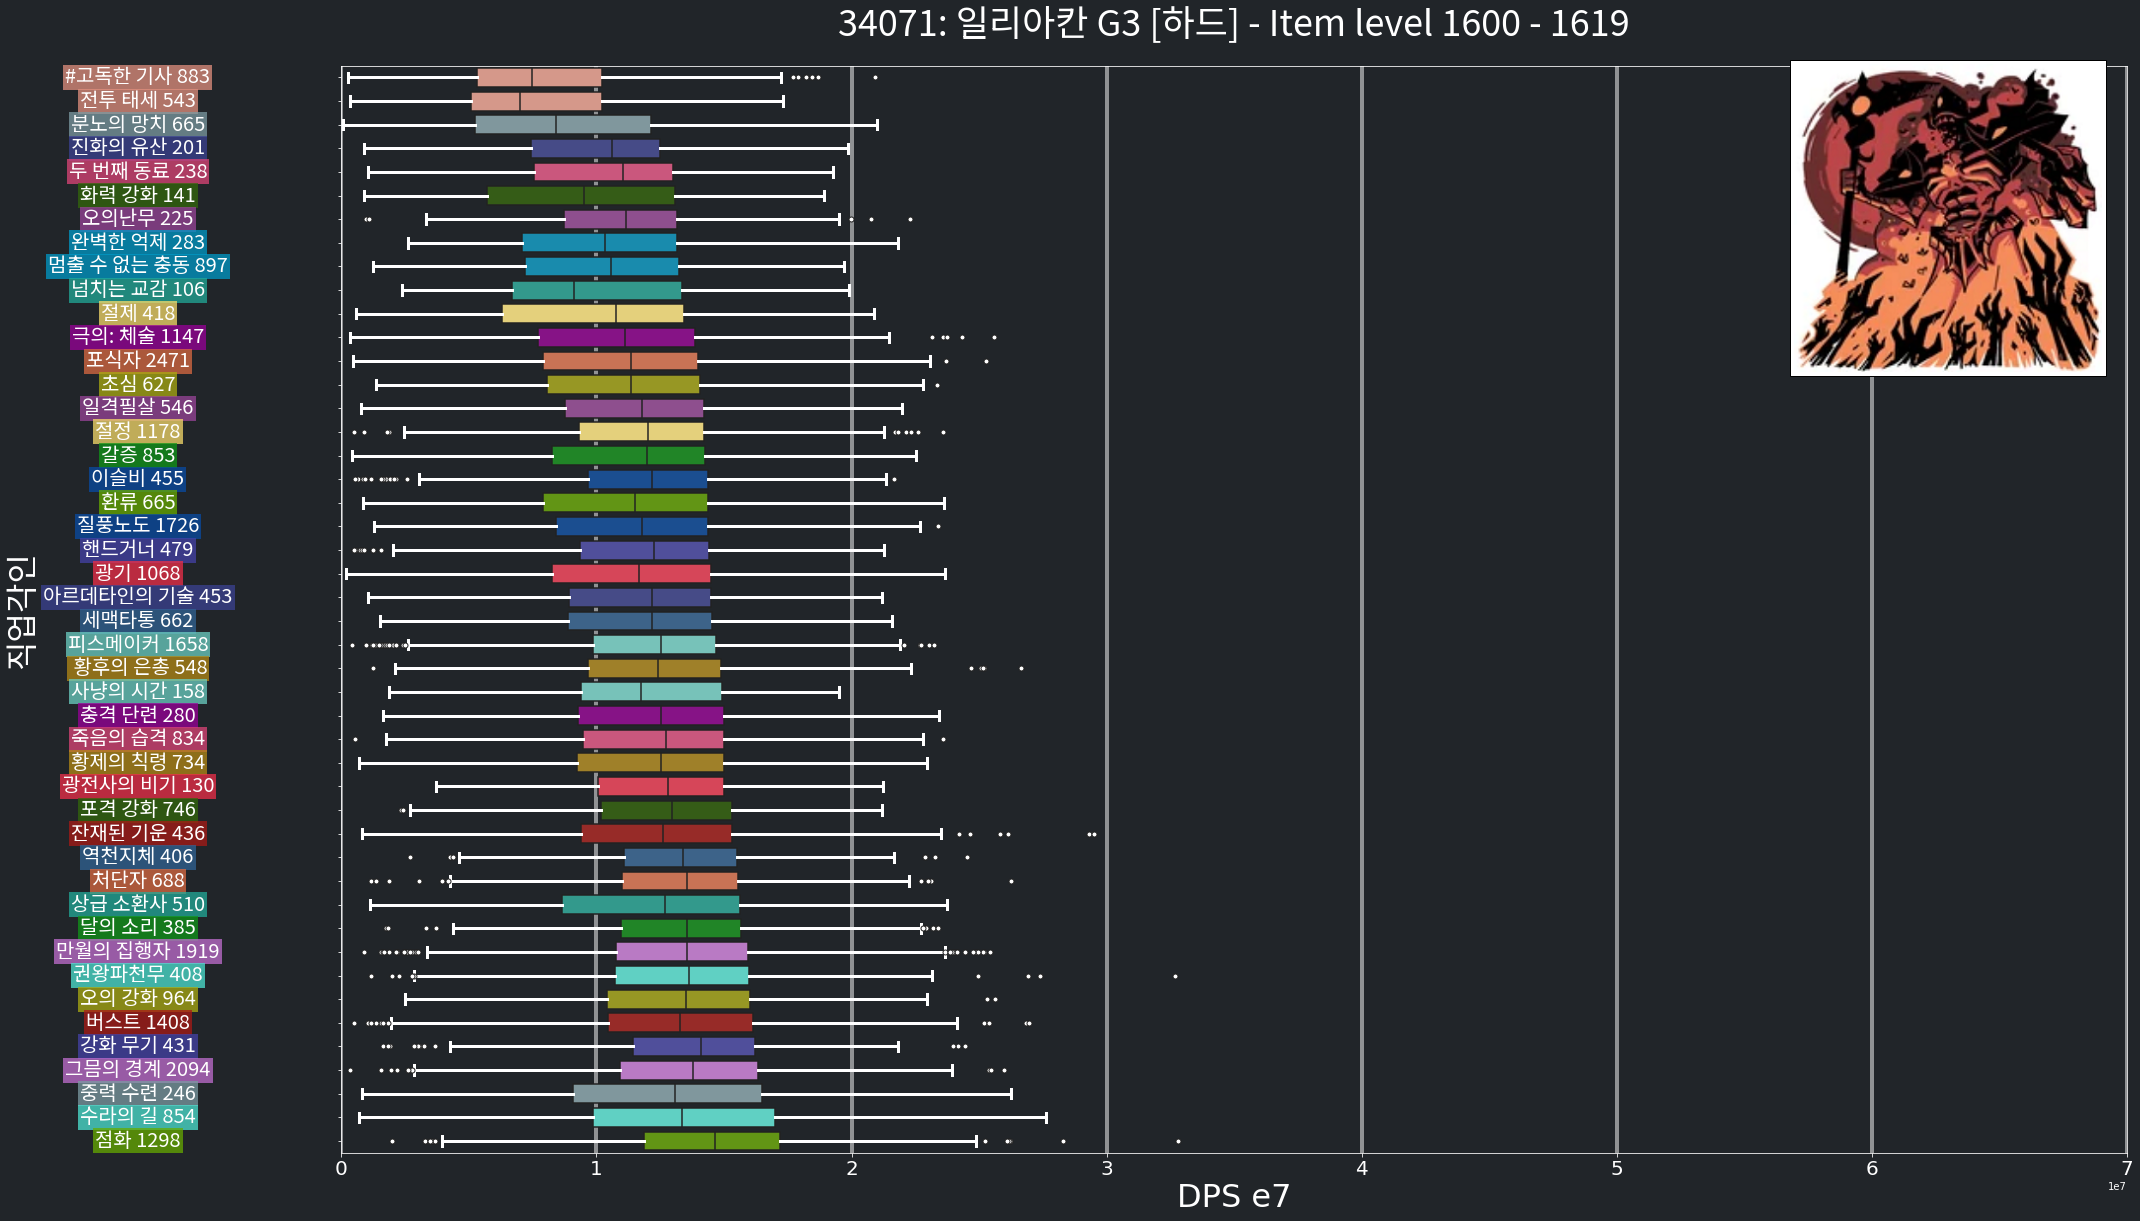 34071: 일리아칸 G3 [하드] - Item level 1600 - 1619
직업각인
#고독한 기사 883
전투 태세 543
분노의 망치 665
진화의 유산 201
두 번째 동료 238
화력 강화 141
오의난무 225
완벽한 억제 283
멈출 수 없는 충동 897
넘치는 교감 106
절제 418
극의: 체술 1147
포식자 2471
초심 627
일격필살 546
절정 1178
갈증 853
이슬비 455
환류 665
질풍노도 1726
핸드거너 479
광기 1068
아르데타인의 기술 453
세맥타통 662
피스메이커 1658
황후의 은총 548
사냥의 시간 158
충격 단련 280
죽음의 습격 834
황제의 칙령 734
광전사의 비기 130
포격 강화 746
잔재된 기운 436
역천지체 406
처단자 688
상급 소환사 510
달의 소리 385
만월의 집행자 1919
권왕파천무 408
오의 강화 964
버스트 1408
강화 무기 431
그믐의 경계 2094
중력 수련 246
수라의 길 854
점화 1298
0 1 2 3 4 5 6 7
1e7
DPS e7